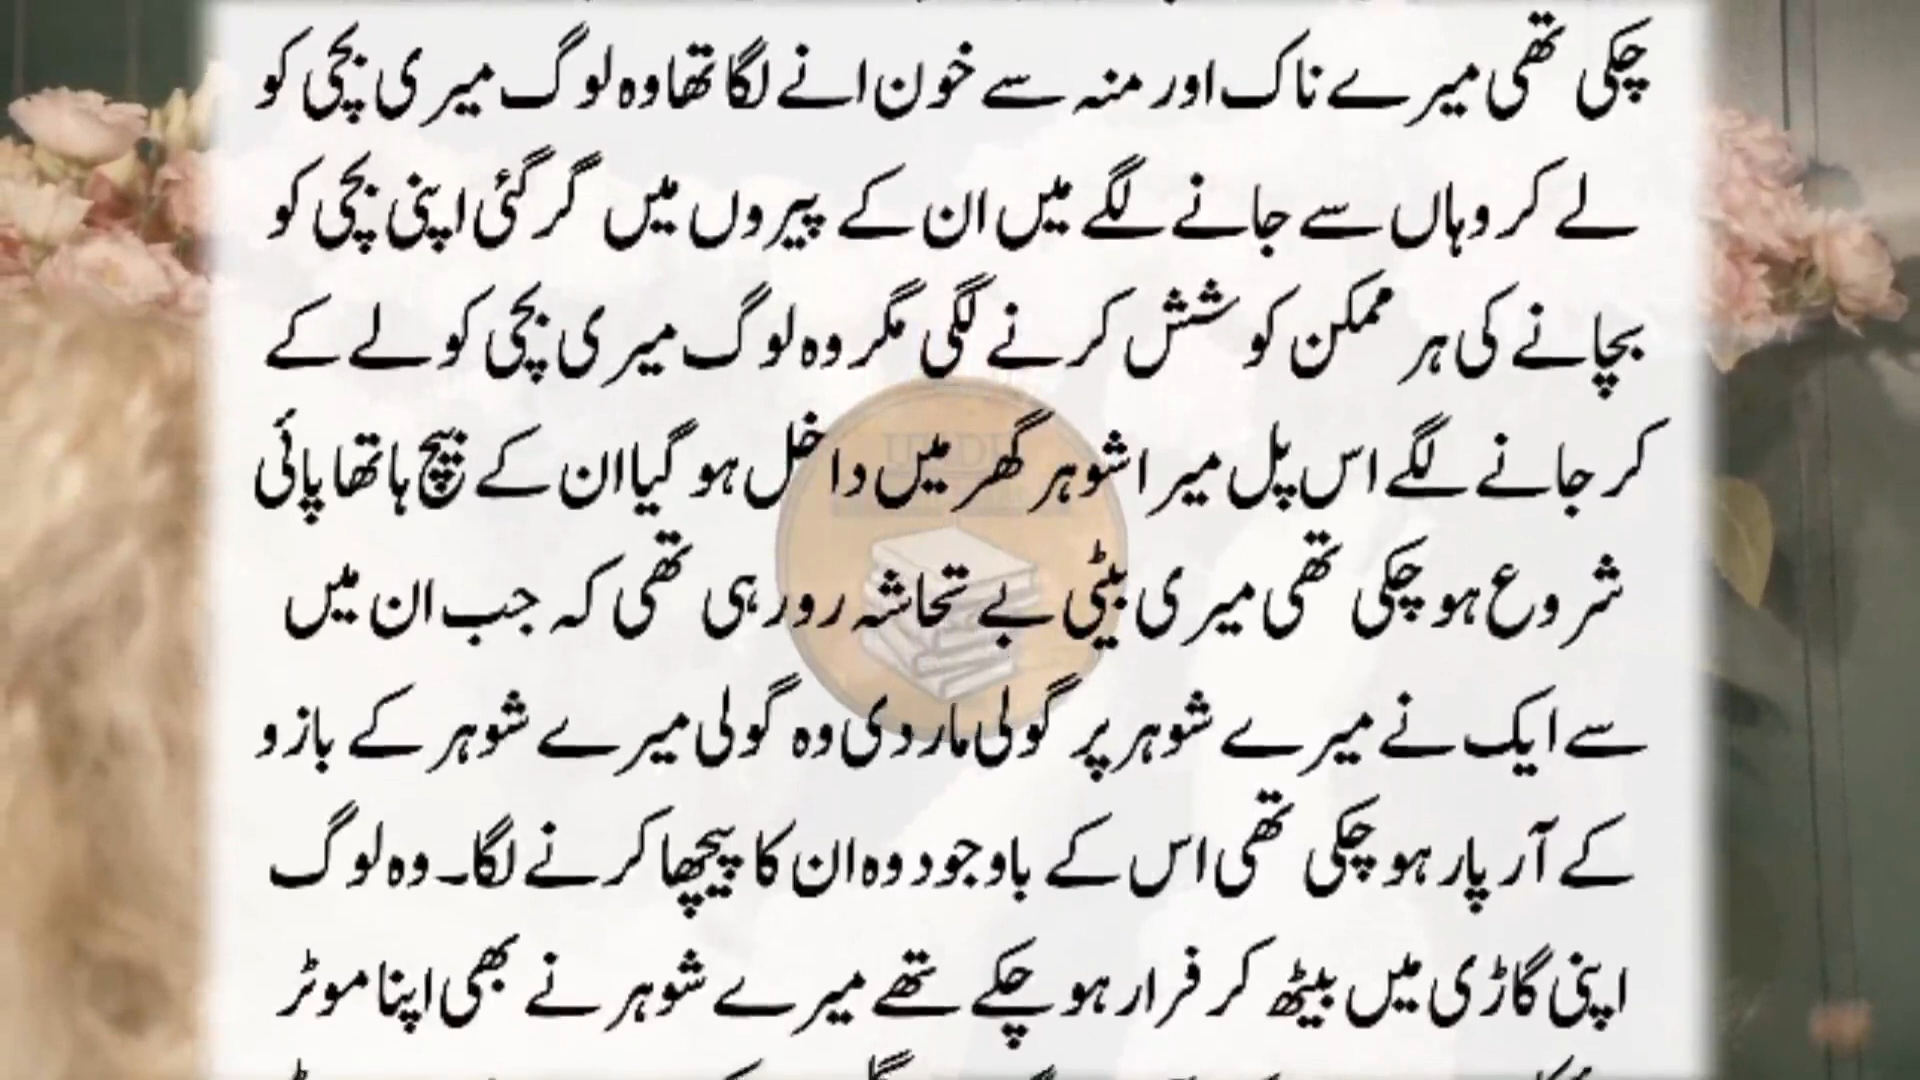 چکی تھی میرے ناک اور منہ سے خون انے لگا تھا وہ لوگ میری بچی کو
لے کر وہاں سے جانے لگے میں ان کے پیروں میں گر گئی اپنی بچی کو
بچانے کی ہر ممکن کوشش کرنے لگی مگر وہ لوگ میری بچی کو لے کے
کر جانے لگے اس پل میرا شوہر گھر میں داخل ہو گیا ان کے بیچ ہاتھا پائی
شروع ہو چکی تھی میری بیٹی بے تحاشہ رو رہی تھی کہ جب ان میں
سے ایک نے میرے شوہر پر گولی مار دی وہ گولی میرے شوہر کے بازو
کے آر پار ہو چکی تھی اس کے باوجود وہ ان کا پیچھا کرنے لگا۔ وہ لوگ
اپنی گاڑی میں بیٹھ کر فرار ہو چکے تھے میرے شوہر نے بھی اپنا موٹر